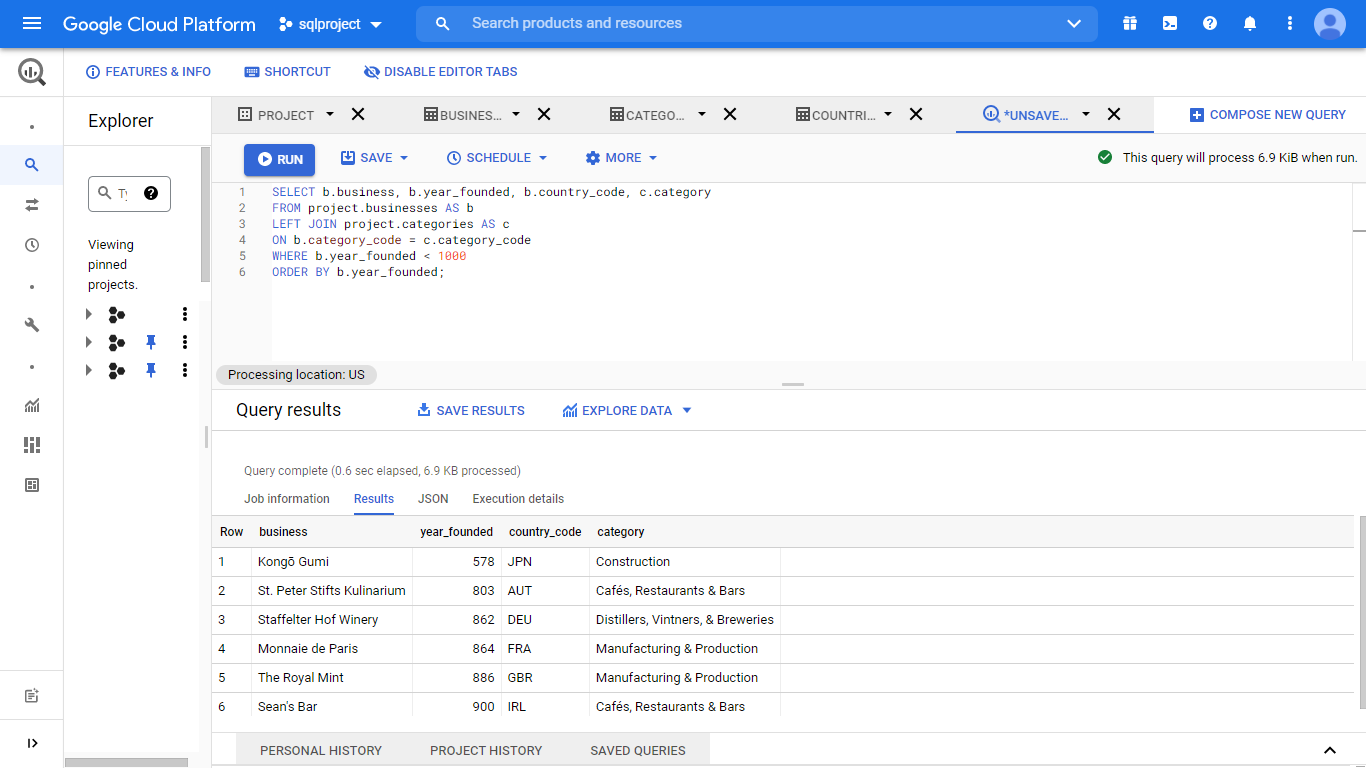 Google Cloud Platform sqlproject Search products and resources
FEATURES & INFO SHORTCUT DISABLE EDITOR TABS
Explorer
Ty
Viewing
pinned
projects.
PROJECT BUSINES... CATEGO... COUNTRI... *UNSAVE... COMPOSE NEW QUERY
RUN SAVE SCHEDULE MORE This query will process 6.9 KiB when run.
1 SELECT b.business, b.year_founded, b.country_code, c.category
2 FROM project.businesses AS b
3 LEFT JOIN project.categories AS c
4 ON b.category_code = c.category_code
5 WHERE b.year_founded < 1000
6 ORDER BY b.year_founded;
Processing location: US
Query results SAVE RESULTS EXPLORE DATA
Query complete (0.6 sec elapsed, 6.9 KB processed)
Job information Results JSON Execution details
Row business year_founded country_code category
1 Kongō Gumi 578 JPN Construction
2 St. Peter Stifts Kulinarium 803 AUT Cafés, Restaurants & Bars
3 Staffelter Hof Winery 862 DEU Distillers, Vintners, & Breweries
4 Monnaie de Paris 864 FRA Manufacturing & Production
5 The Royal Mint 886 GBR Manufacturing & Production
6 Sean's Bar 900 IRL Cafés, Restaurants & Bars
PERSONAL HISTORY PROJECT HISTORY SAVED QUERIES